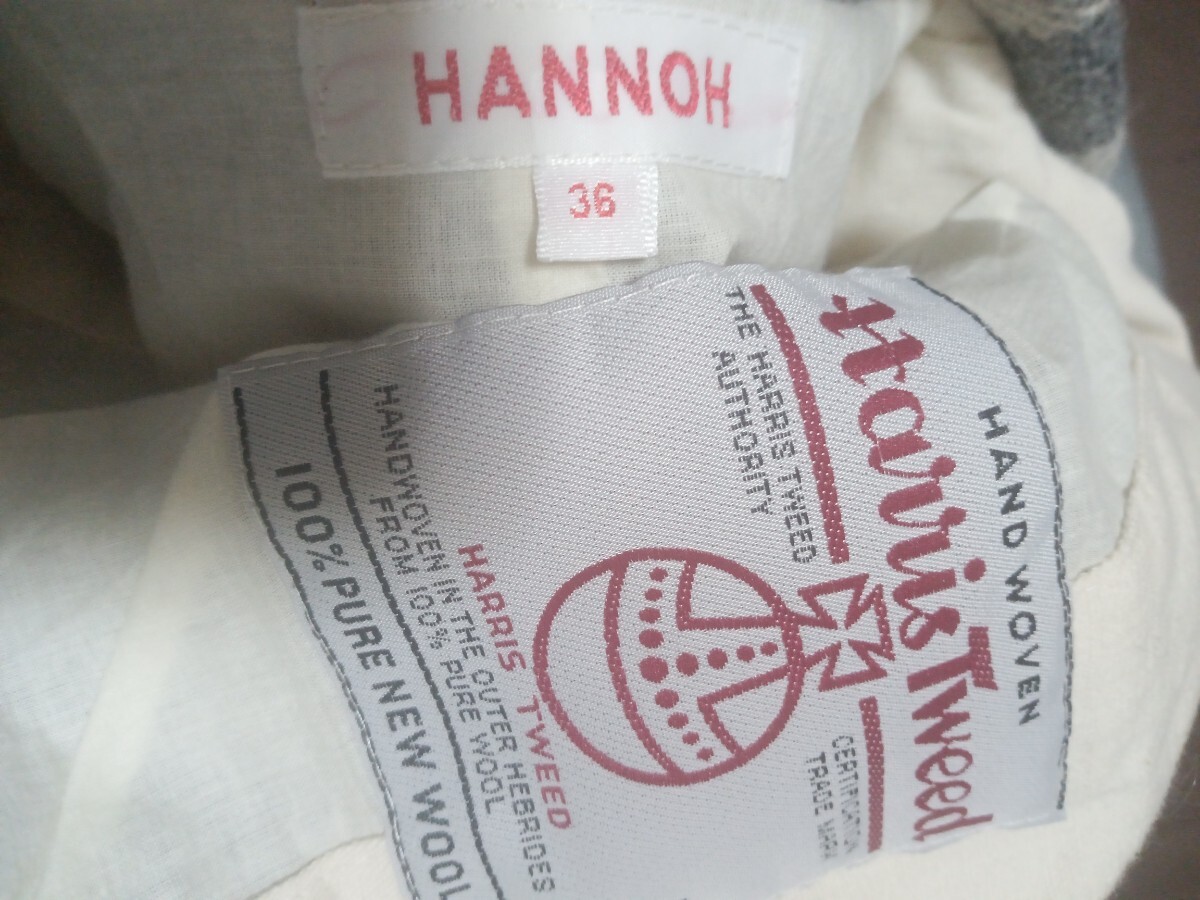 HANNOH
36
HAND WOVEN
Harris Tweed
THE HARRIS TWEED
AUTHORITY
CERTIFICATION
TRADE MARK
HARRIS TWEED
HANDWOVEN IN THE OUTER HEBRIDES
FROM 100% PURE WOOL
100% PURE NEW WOOL